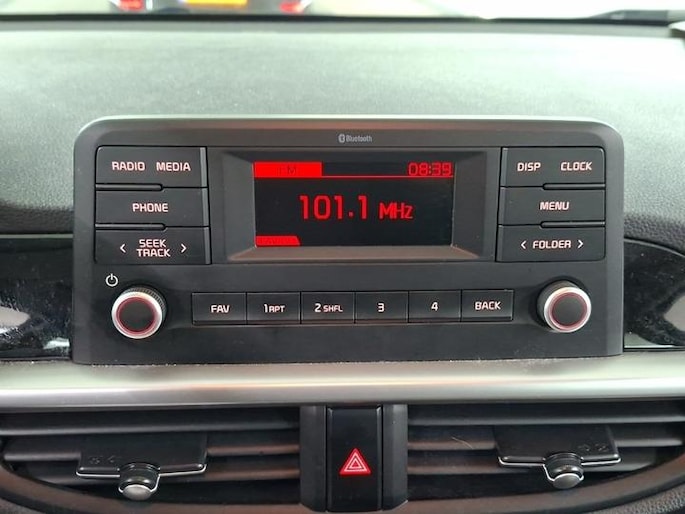 Bluetooth
RADIO MEDIA
FM 08:39
DISP CLOCK
PHONE
101.1 MHz
MENU
< SEEK TRACK >
< FOLDER >
FAV 1 RPT 2 SHFL 3 4 BACK